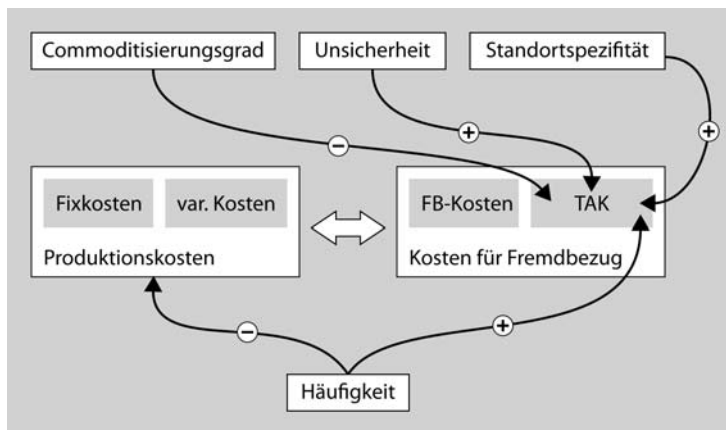 Commoditisierungsgrad
Unsicherheit
Standortspezifität
−
+
+
Fixkosten
var. Kosten
Produktionskosten
FB-Kosten
TAK
Kosten für Fremdbezug
−
+
Häufigkeit